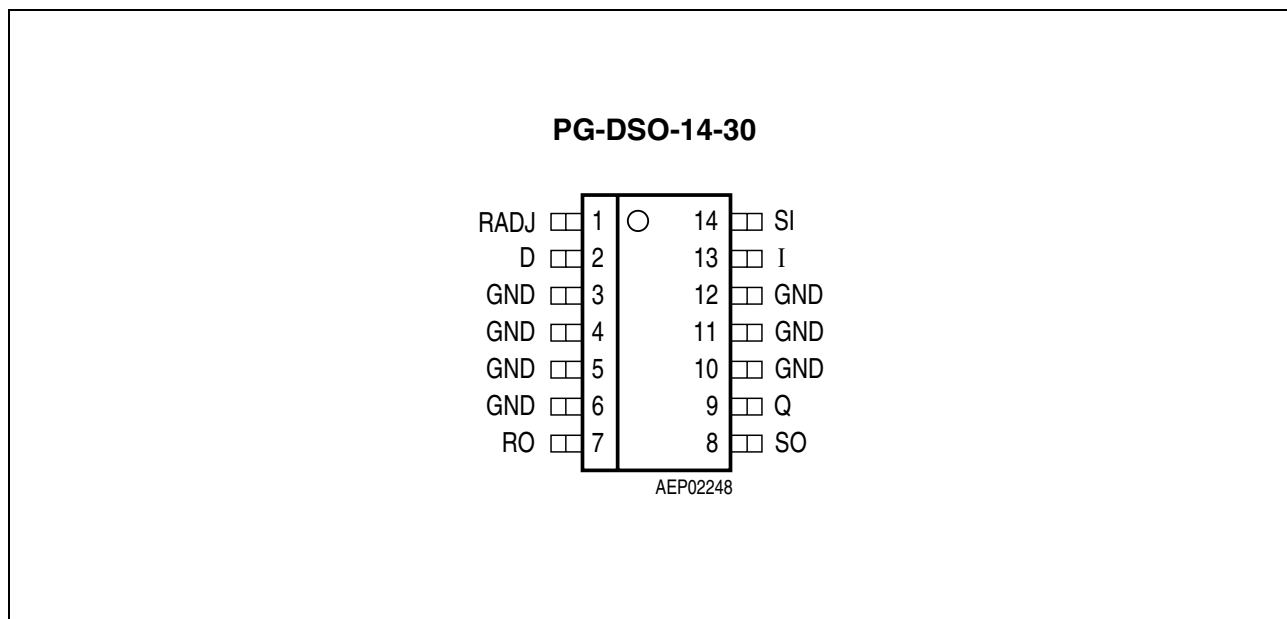 PG-DSO-14-30
RADJ 1 14 SI
D 2 13 I
GND 3 12 GND
GND 4 11 GND
GND 5 10 GND
GND 6 9 Q
RO 7 8 SO
AEP02248